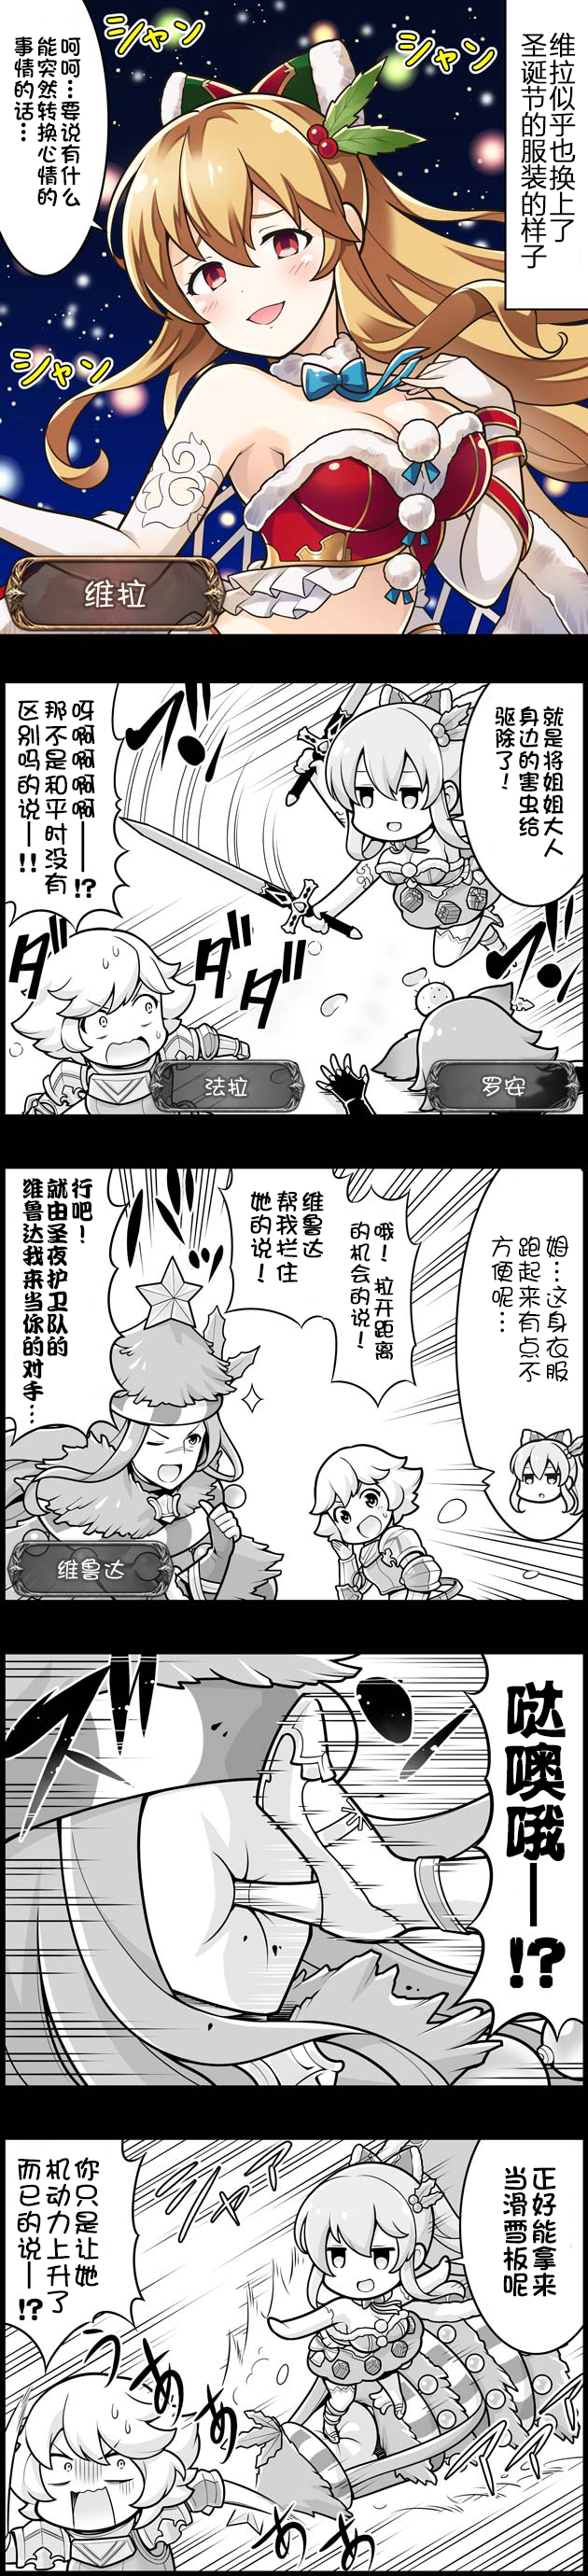 维拉似乎也换上了
圣诞节的服装的样子
呵呵…要说有什么
能突然转换心情的
事情的话…
シャン
シャン
シャン
维拉
就是将姐姐大人
身边的害虫给
驱除了！
呀啊啊啊啊——!?
那不是和平时没有
区别吗的说——!!
ダダダ
法拉
罗安
姆…这身衣服
跑起来有点不
方便呢…
哦！拉开距离
的机会的说！
维鲁达
帮我拦住
她的说！
行吧！
就由圣夜护卫队的
维鲁达我来当你的对手…
维鲁达
哒噢哦——!?
正好能拿来
当滑雪板呢
你只是让她
机动力上升了
而已的说——!?
シャーッ
あああ